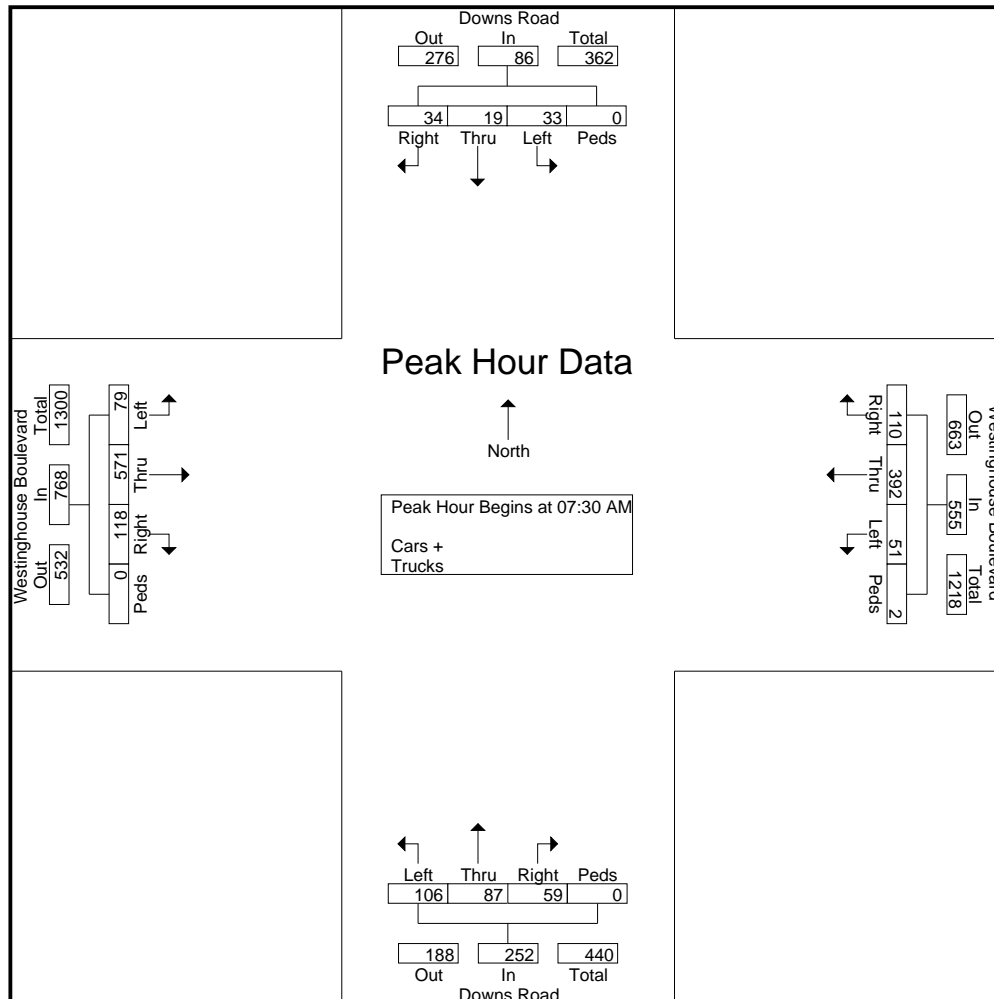 Downs Road
Out In Total
276 86 362
34 19 33 0
Right Thru Left Peds
Peak Hour Data
North
Peak Hour Begins at 07:30 AM
Cars +
Trucks
Westinghouse Boulevard
Out In Total
532 768 1300
0 118 571 79
Peds Right Thru Left
Westinghouse Boulevard
Out In Total
663 555 1218
110 392 51 2
Right Thru Left Peds
Left Thru Right Peds
106 87 59 0
188 252 440
Out In Total
Downs Road